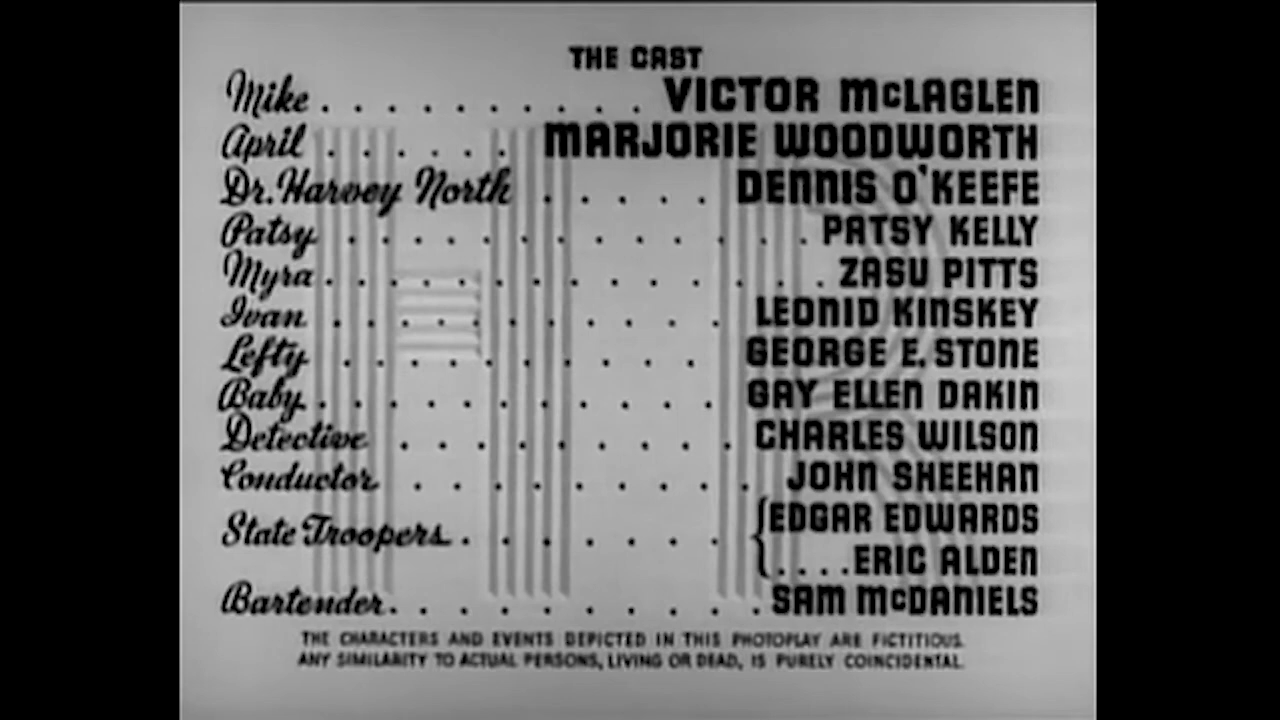 THE CAST
Mike . . . . . . . . . . VICTOR McLAGLEN
April . . . . . . MARJORIE WOODWORTH
Dr. Harvey North . . . . . DENNIS O'KEEFE
Patsy . . . . . . . . . . . . . PATSY KELLY
Myra . . . . . . . . . . . . . ZASU PITTS
Ivan . . . . . . . . . . . LEONID KINSKEY
Lefty . . . . . . . . . . GEORGE E. STONE
Baby . . . . . . . . . . . GAY ELLEN DAKIN
Detective . . . . . . . . . CHARLES WILSON
Conductor . . . . . . . . . JOHN SHEEHAN
State Troopers . . . . . . . { EDGAR EDWARDS
. . . . ERIC ALDEN
Bartender . . . . . . . . . . . SAM McDANIELS
THE CHARACTERS AND EVENTS DEPICTED IN THIS PHOTOPLAY ARE FICTITIOUS.
ANY SIMILARITY TO ACTUAL PERSONS, LIVING OR DEAD, IS PURELY COINCIDENTAL.